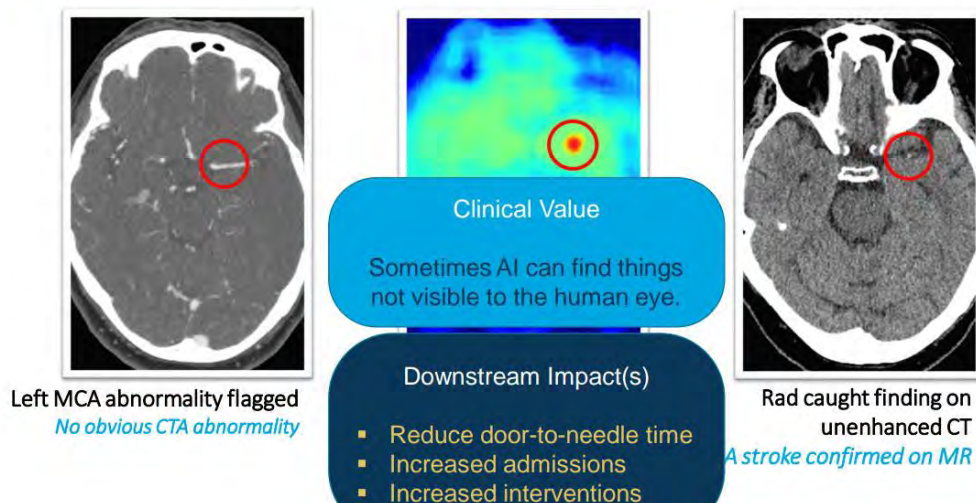 Clinical Value
Sometimes AI can find things
not visible to the human eye.
Left MCA abnormality flagged
No obvious CTA abnormality
Downstream Impact(s)
▪ Reduce door-to-needle time
▪ Increased admissions
▪ Increased interventions
Rad caught finding on
unenhanced CT
A stroke confirmed on MR